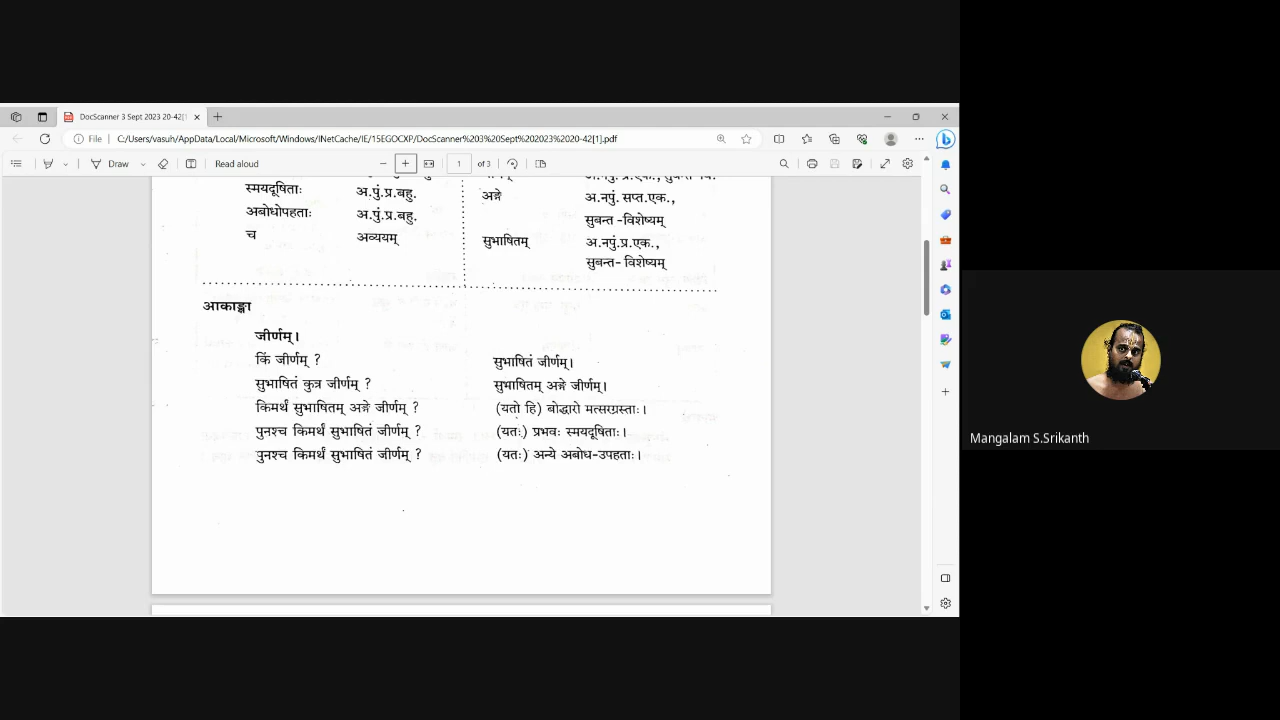 DocScanner 3 Sept 2023 20-42[1
File
C:/Users/vasuh/AppData/Local/Microsoft/Windows/INetCache/IE/15EGOCXP/DocScanner%203%20Sept%202023%2020-42[1].pdf
Draw
Read aloud
1 of 3
स्मयदूषिताः अ.पुं.प्र.बहु.
अबोधोपहताः अ.पुं.प्र.बहु.
च अव्ययम्
अङ्गे अ.नपुं. सप्त.एक.,
सुबन्त -विशेष्यम्
सुभाषितम् अ.नपुं.प्र.एक.,
सुबन्त- विशेष्यम्
आकाङ्क्षा
जीर्णम्।
किं जीर्णम् ? सुभाषितं जीर्णम्।
सुभाषितं कुत्र जीर्णम् ? सुभाषितम् अङ्गे जीर्णम्।
किमर्थं सुभाषितम् अङ्गे जीर्णम् ? (यतो हि) बोद्धारो मत्सरग्रस्ताः।
पुनश्च किमर्थं सुभाषितं जीर्णम् ? (यतः) प्रभवः स्मयदूषिताः।
पुनश्च किमर्थं सुभाषितं जीर्णम् ? (यतः) अन्ये अबोध-उपहताः।
Mangalam S.Srikanth